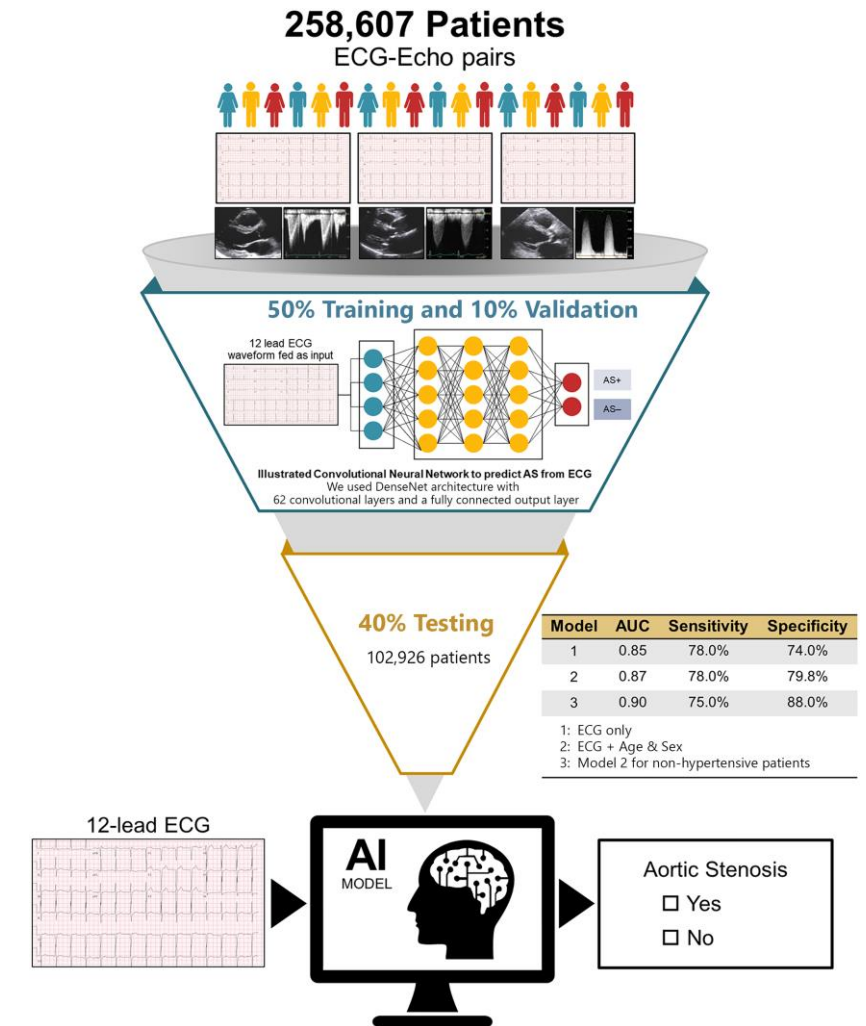 258,607 Patients
ECG-Echo pairs
50% Training and 10% Validation
12 lead ECG
waveform fed as input
AS+
AS–
Illustrated Convolutional Neural Network to predict AS from ECG
We used DenseNet architecture with
62 convolutional layers and a fully connected output layer
40% Testing
102,926 patients
Model AUC Sensitivity Specificity
1 0.85 78.0% 74.0%
2 0.87 78.0% 79.8%
3 0.90 75.0% 88.0%
1: ECG only
2: ECG + Age & Sex
3: Model 2 for non-hypertensive patients
12-lead ECG
AI
MODEL
Aortic Stenosis
☐ Yes
☐ No